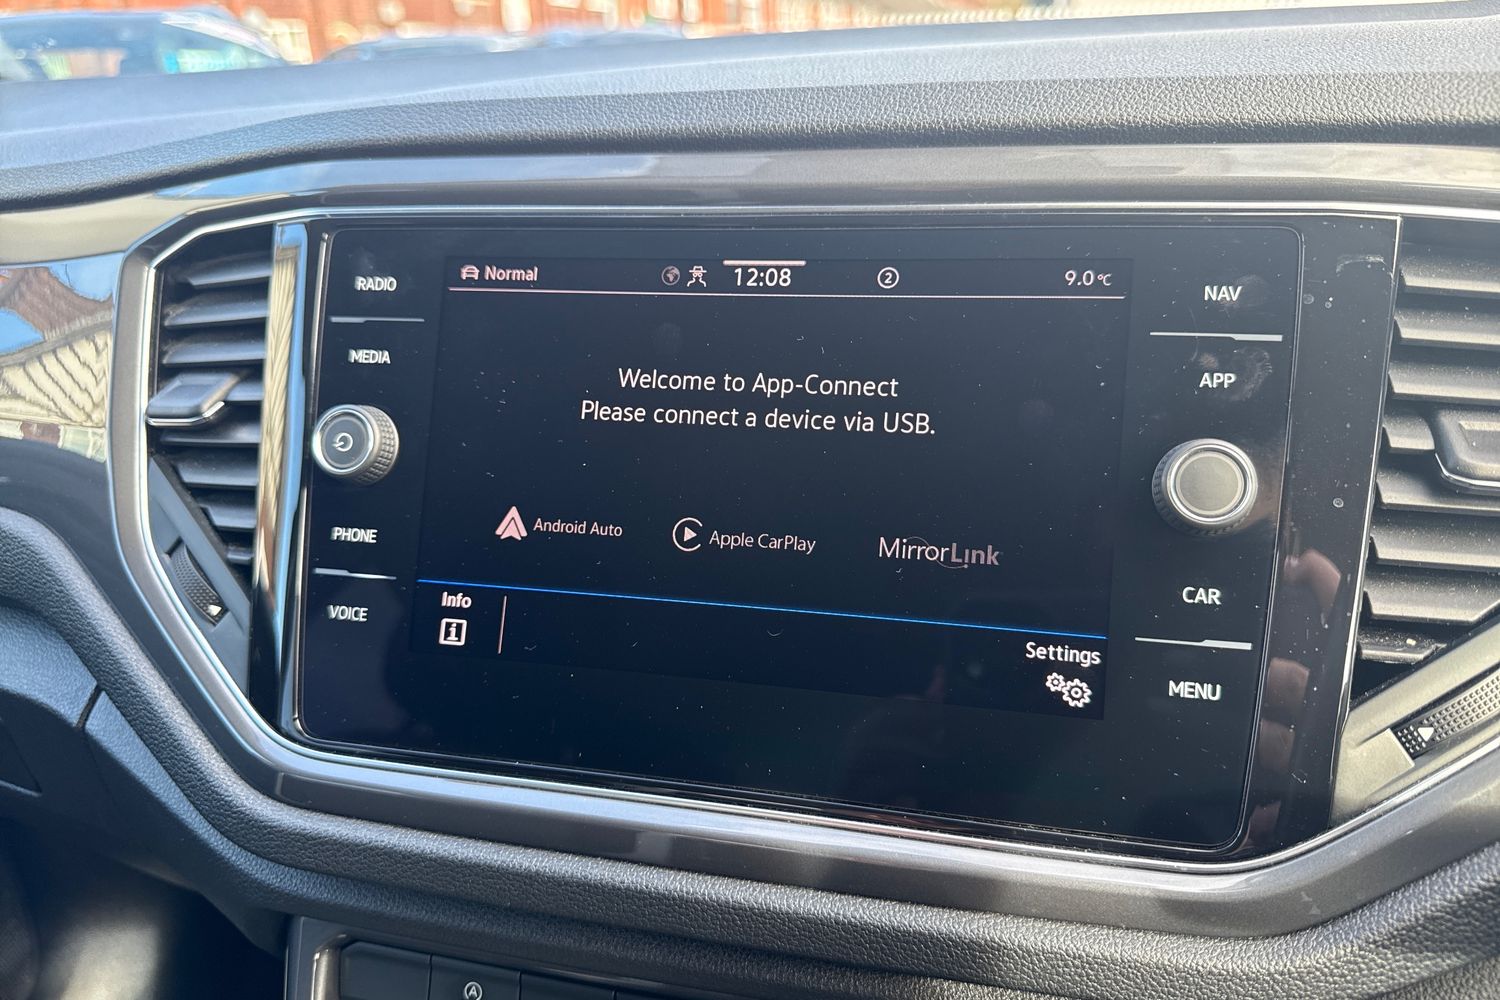 RADIO
MEDIA
PHONE
VOICE
Normal
12:08
2
9.0°C
Welcome to App-Connect
Please connect a device via USB.
Android Auto
Apple CarPlay
MirrorLink
Info
i
Settings
NAV
APP
CAR
MENU
A